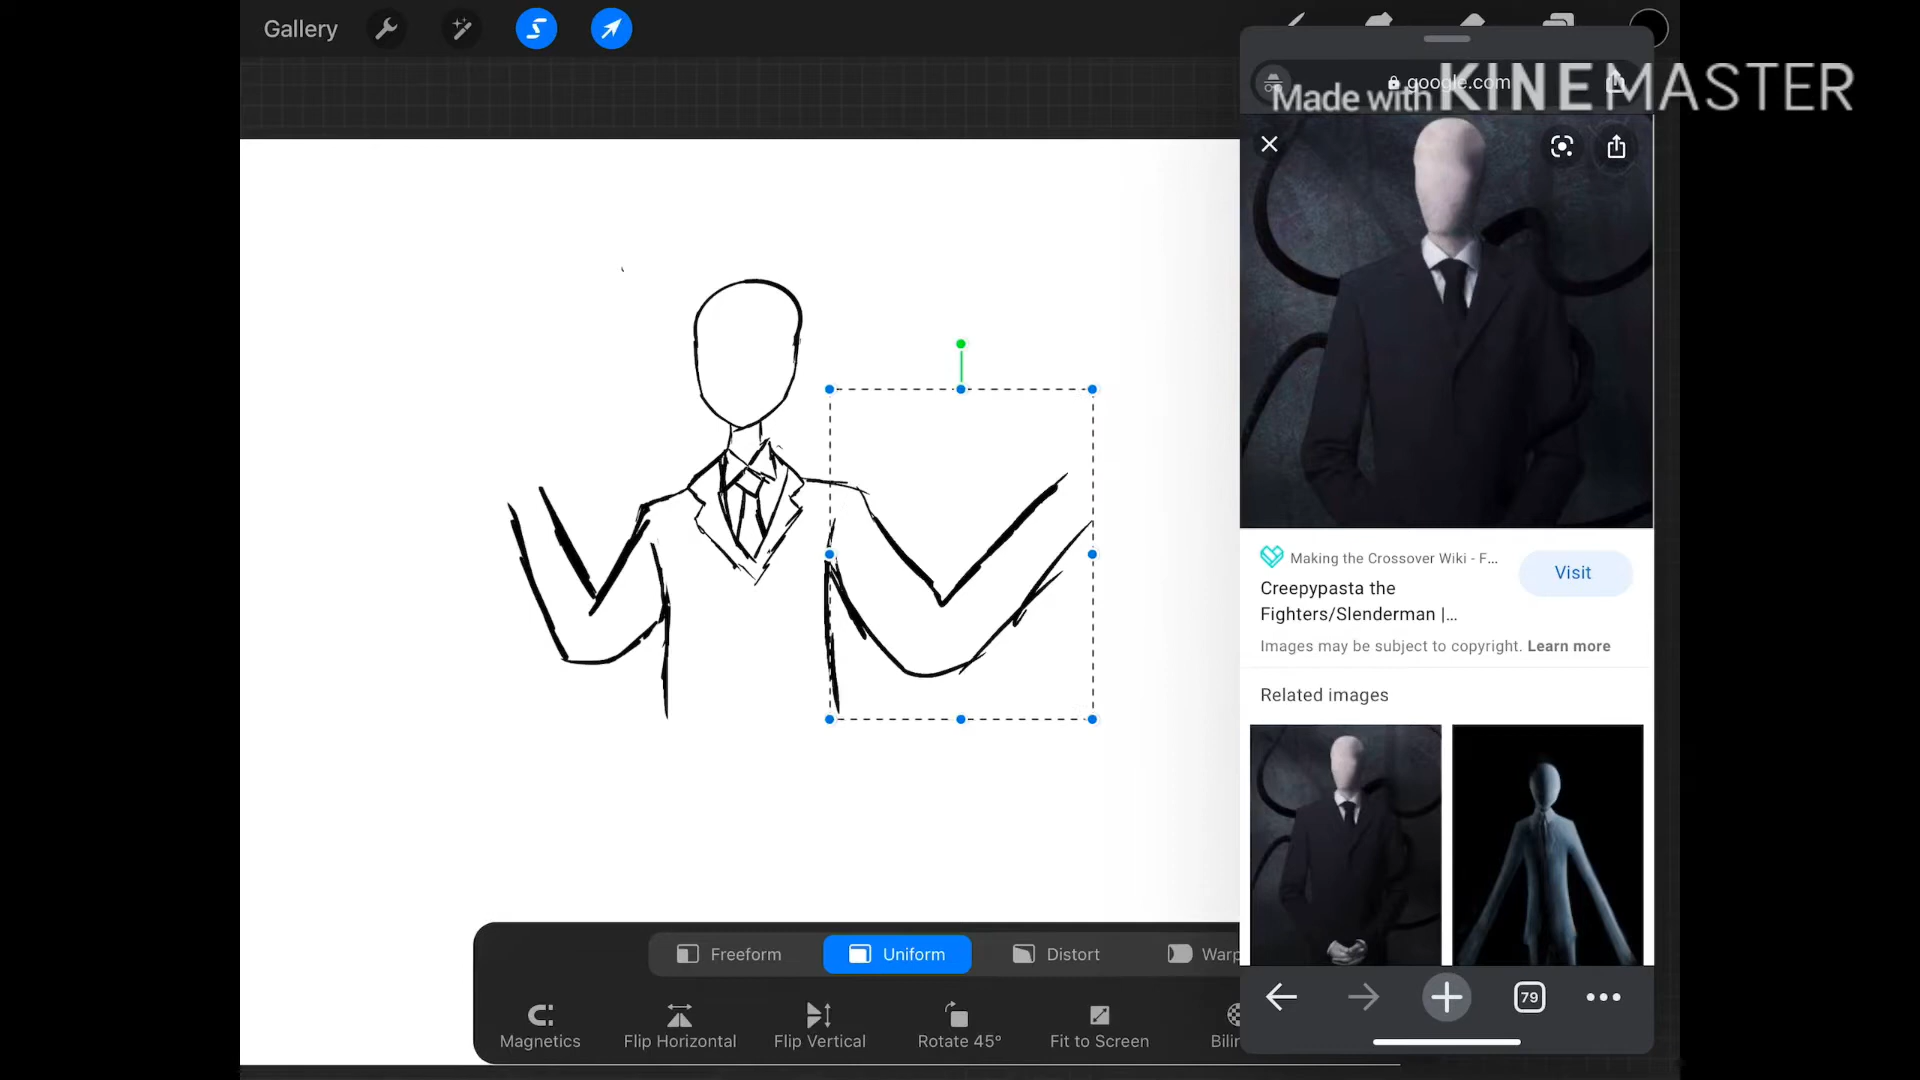 Gallery
google.com
Made with KINEMASTER
Making the Crossover Wiki - F...
Visit
Creepypasta the
Fighters/Slenderman |...
Images may be subject to copyright. Learn more
Related images
Freeform
Uniform
Distort
Warp
Magnetics
Flip Horizontal
Flip Vertical
Rotate 45°
Fit to Screen
Bilin
79